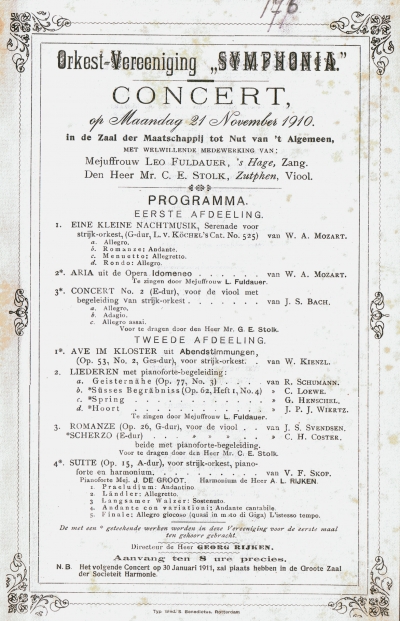 176
Orkest-Vereeniging „SYMPHONIA.”
CONCERT,
op Maandag 21 November 1910.
in de Zaal der Maatschappij tot Nut van 't Algemeen,
MET WELWILLENDE MEDEWERKING VAN:
Mejuffrouw LEO FULDAUER, 's Hage, Zang.
Den Heer Mr. C. E. STOLK, Zutphen, Viool.
PROGRAMMA.
EERSTE AFDEELING.
1. EINE KLEINE NACHTMUSIK, Serenade voor
strijk-orkest, (G-dur, L. v. KÖCHEL's Cat. No. 525) van W. A. MOZART.
a. Allegro.
b. Romanze; Andante.
c. Menuetto; Allegretto.
d. Rondo: Allegro.
2*. ARIA uit de Opera Idomeneo . . . . . . . van W. A. MOZART.
Te zingen door Mejuffrouw L. Fuldauer.
3*. CONCERT No. 2 (E-dur), voor de viool met
begeleiding van strijk-orkest . . . . . . . van J. S. BACH.
a. Allegro,
b. Adagio.
c. Allegro assai.
Voor te dragen door den Heer Mr. C. E. Stolk.
TWEEDE AFDEELING.
1*. AVE IM KLOSTER uit Abendstimmungen,
(Op. 53, No. 2, Ges-dur), voor strijk-orkest. . van W. KIENZL.
2. LIEDEREN met pianoforte-begeleiding:
a. Geisternähe (Op. 77, No. 3) . . . . van R. SCHUMANN.
b. *Süsses Begräbniss (Op. 62, Heft 1, No. 4) » C. LOEWE.
c. *Spring . . . . . . . . . » G. HENSCHEL.
d. *Hoort . . . . . . . . . » J. P. J. WIERTZ.
Te zingen door Mejuffrouw L. Fuldauer.
3. ROMANZE (Op. 26, G-dur), voor de viool . . van J. S. SVENDSEN.
*SCHERZO (E-dur) » » » . . » C. H. COSTER.
beide met pianoforte-begeleiding.
Voor te dragen door den Heer Mr. C. E. Stolk.
4*. SUITE (Op. 15, A-dur), voor strijk-orkest, piano-
forte en harmonium. . . . . . . . van V. F. SKOP.
Pianoforte Mej. J. DE GROOT. Harmonium de Heer A. L. RIJKEN.
1. Praeludium: Andantino.
2. Ländler: Allegretto.
3. Langsamer Walzer: Sostenuto.
4. Andante con variationi: Andante cantabile.
5. Finale: Allegro giocoso (quasi in modo di Giga) L'istesso tempo.
De met een * geteekende werken worden in deze Vereeniging voor de eerste maal
ten gehoore gebracht.
Directeur de Heer GEORG RIJKEN.
Aanvang ten 8 ure precies.
N.B. Het volgende Concert op 30 Januari 1911, zal plaats hebben in de Groote Zaal
der Societeit Harmonie.
Typ. Wed. S. Benedictus, Rotterdam